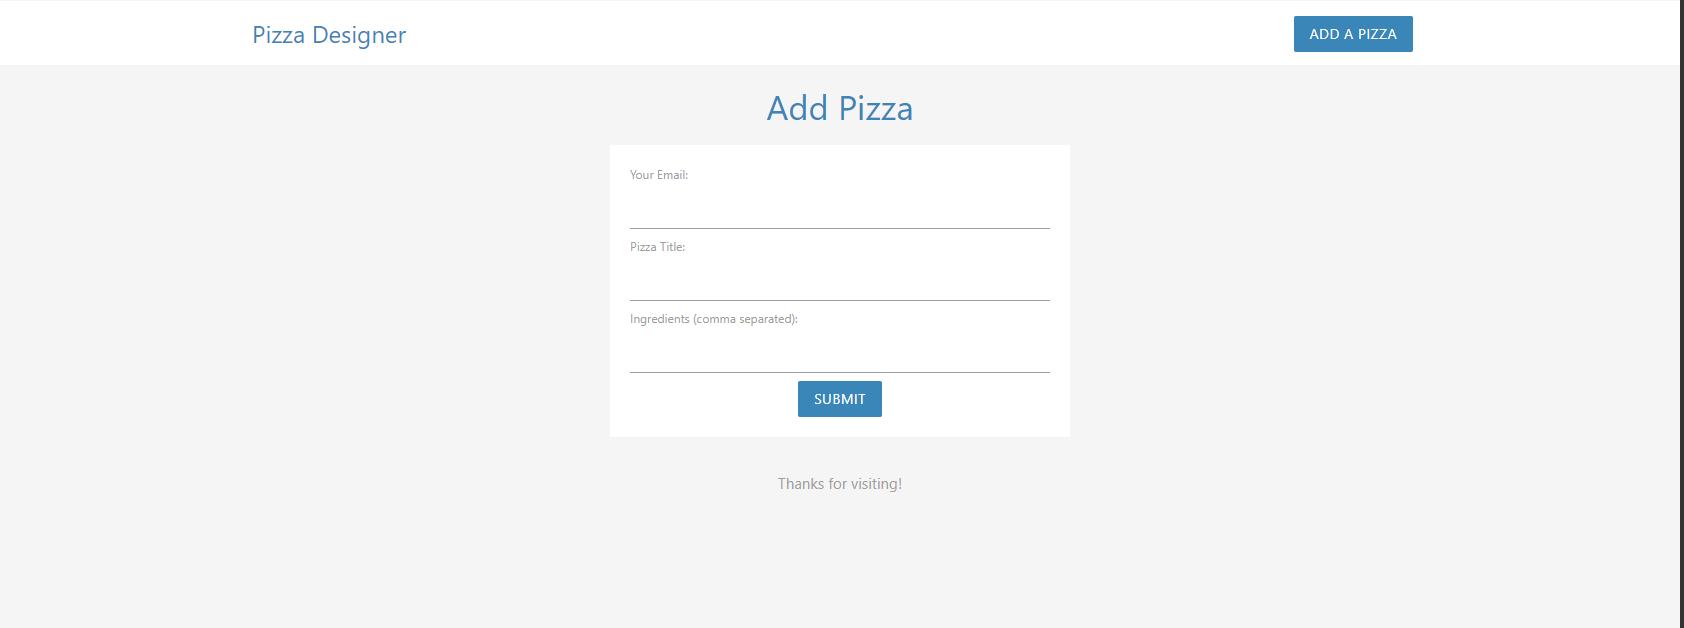 Pizza Designer
ADD A PIZZA
Add Pizza
Your Email:
Pizza Title:
Ingredients (comma separated):
SUBMIT
Thanks for visiting!